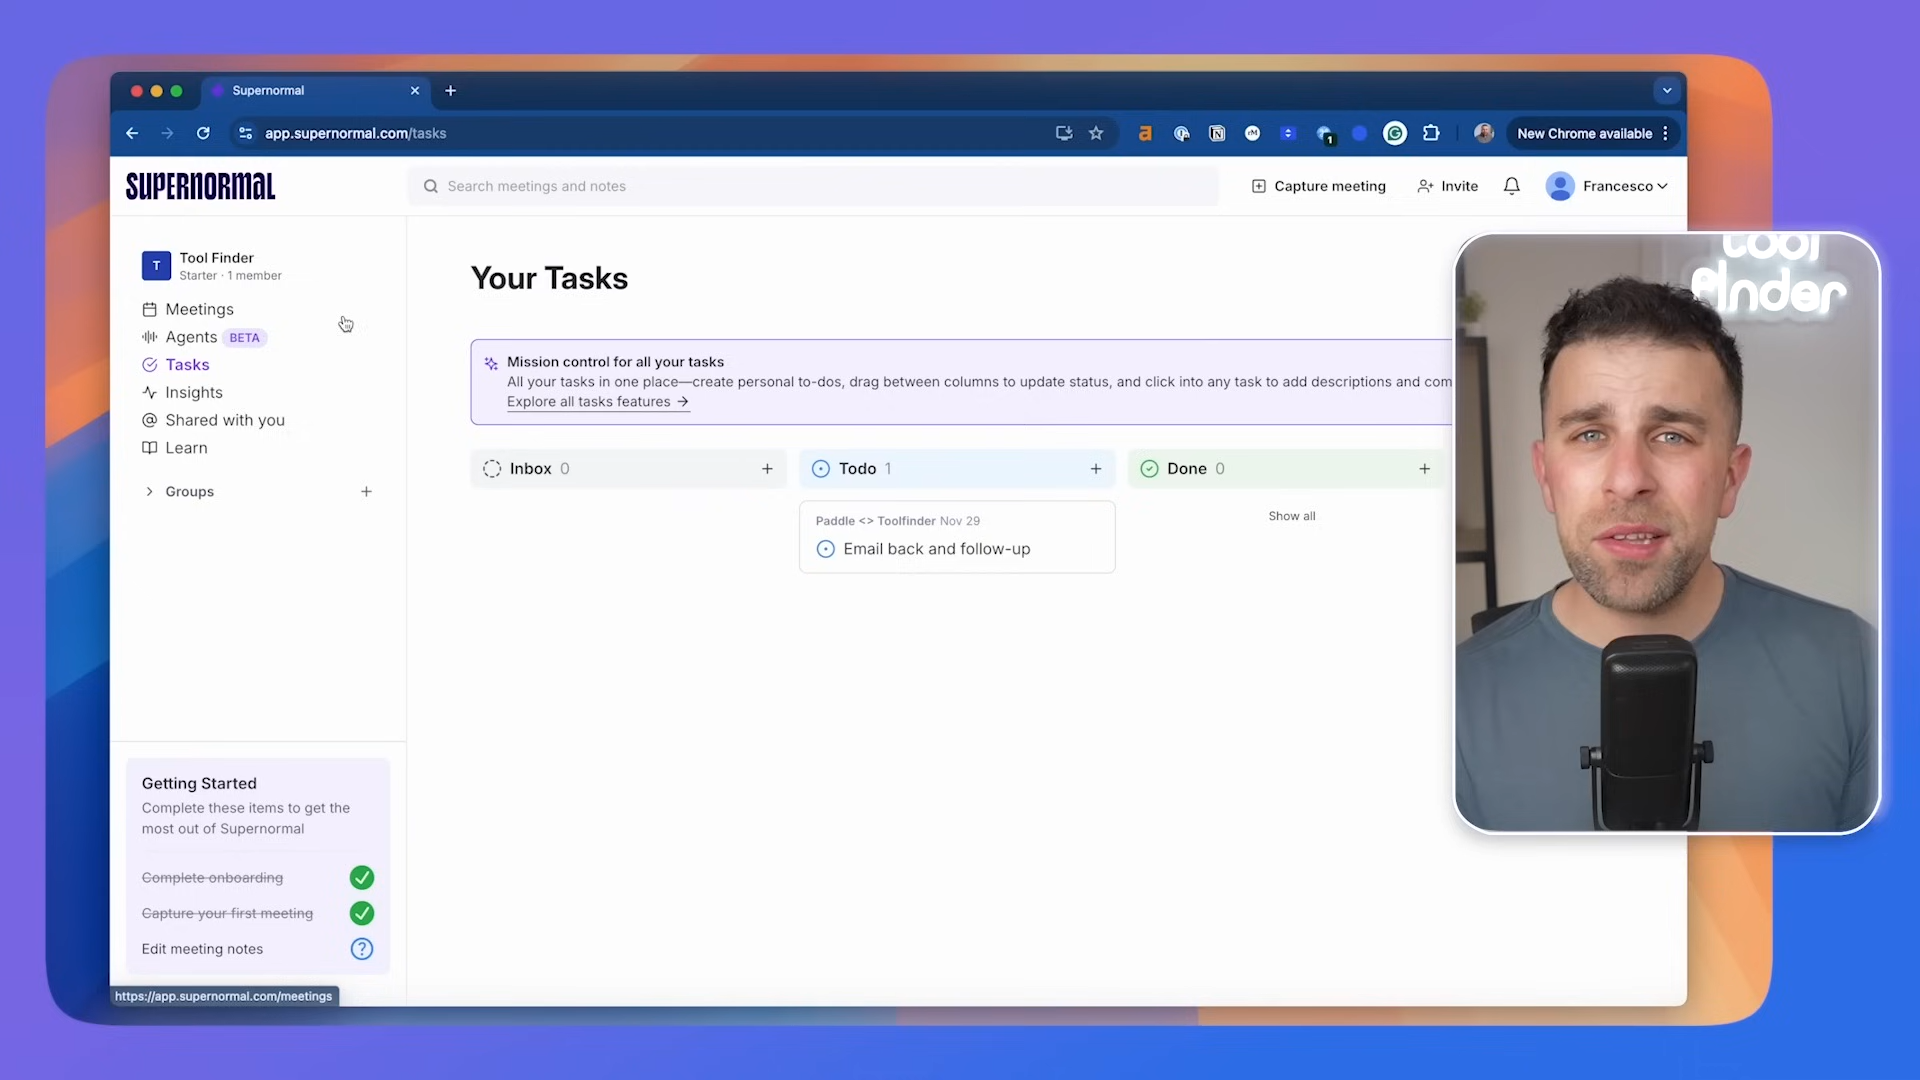 Supernormal
app.supernormal.com/tasks
1
New Chrome available
SUPERNORMAL
Search meetings and notes
Capture meeting
Invite
Francesco
T
Tool Finder
Starter · 1 member
Meetings
Agents BETA
Tasks
Insights
Shared with you
Learn
Groups
Your Tasks
Mission control for all your tasks
All your tasks in one place—create personal to-dos, drag between columns to update status, and click into any task to add descriptions and com
Explore all tasks features →
Inbox 0
Todo 1
Done 0
Paddle <> Toolfinder Nov 29
Email back and follow-up
Show all
tool
finder
Getting Started
Complete these items to get the
most out of Supernormal
Complete onboarding
Capture your first meeting
Edit meeting notes
https://app.supernormal.com/meetings